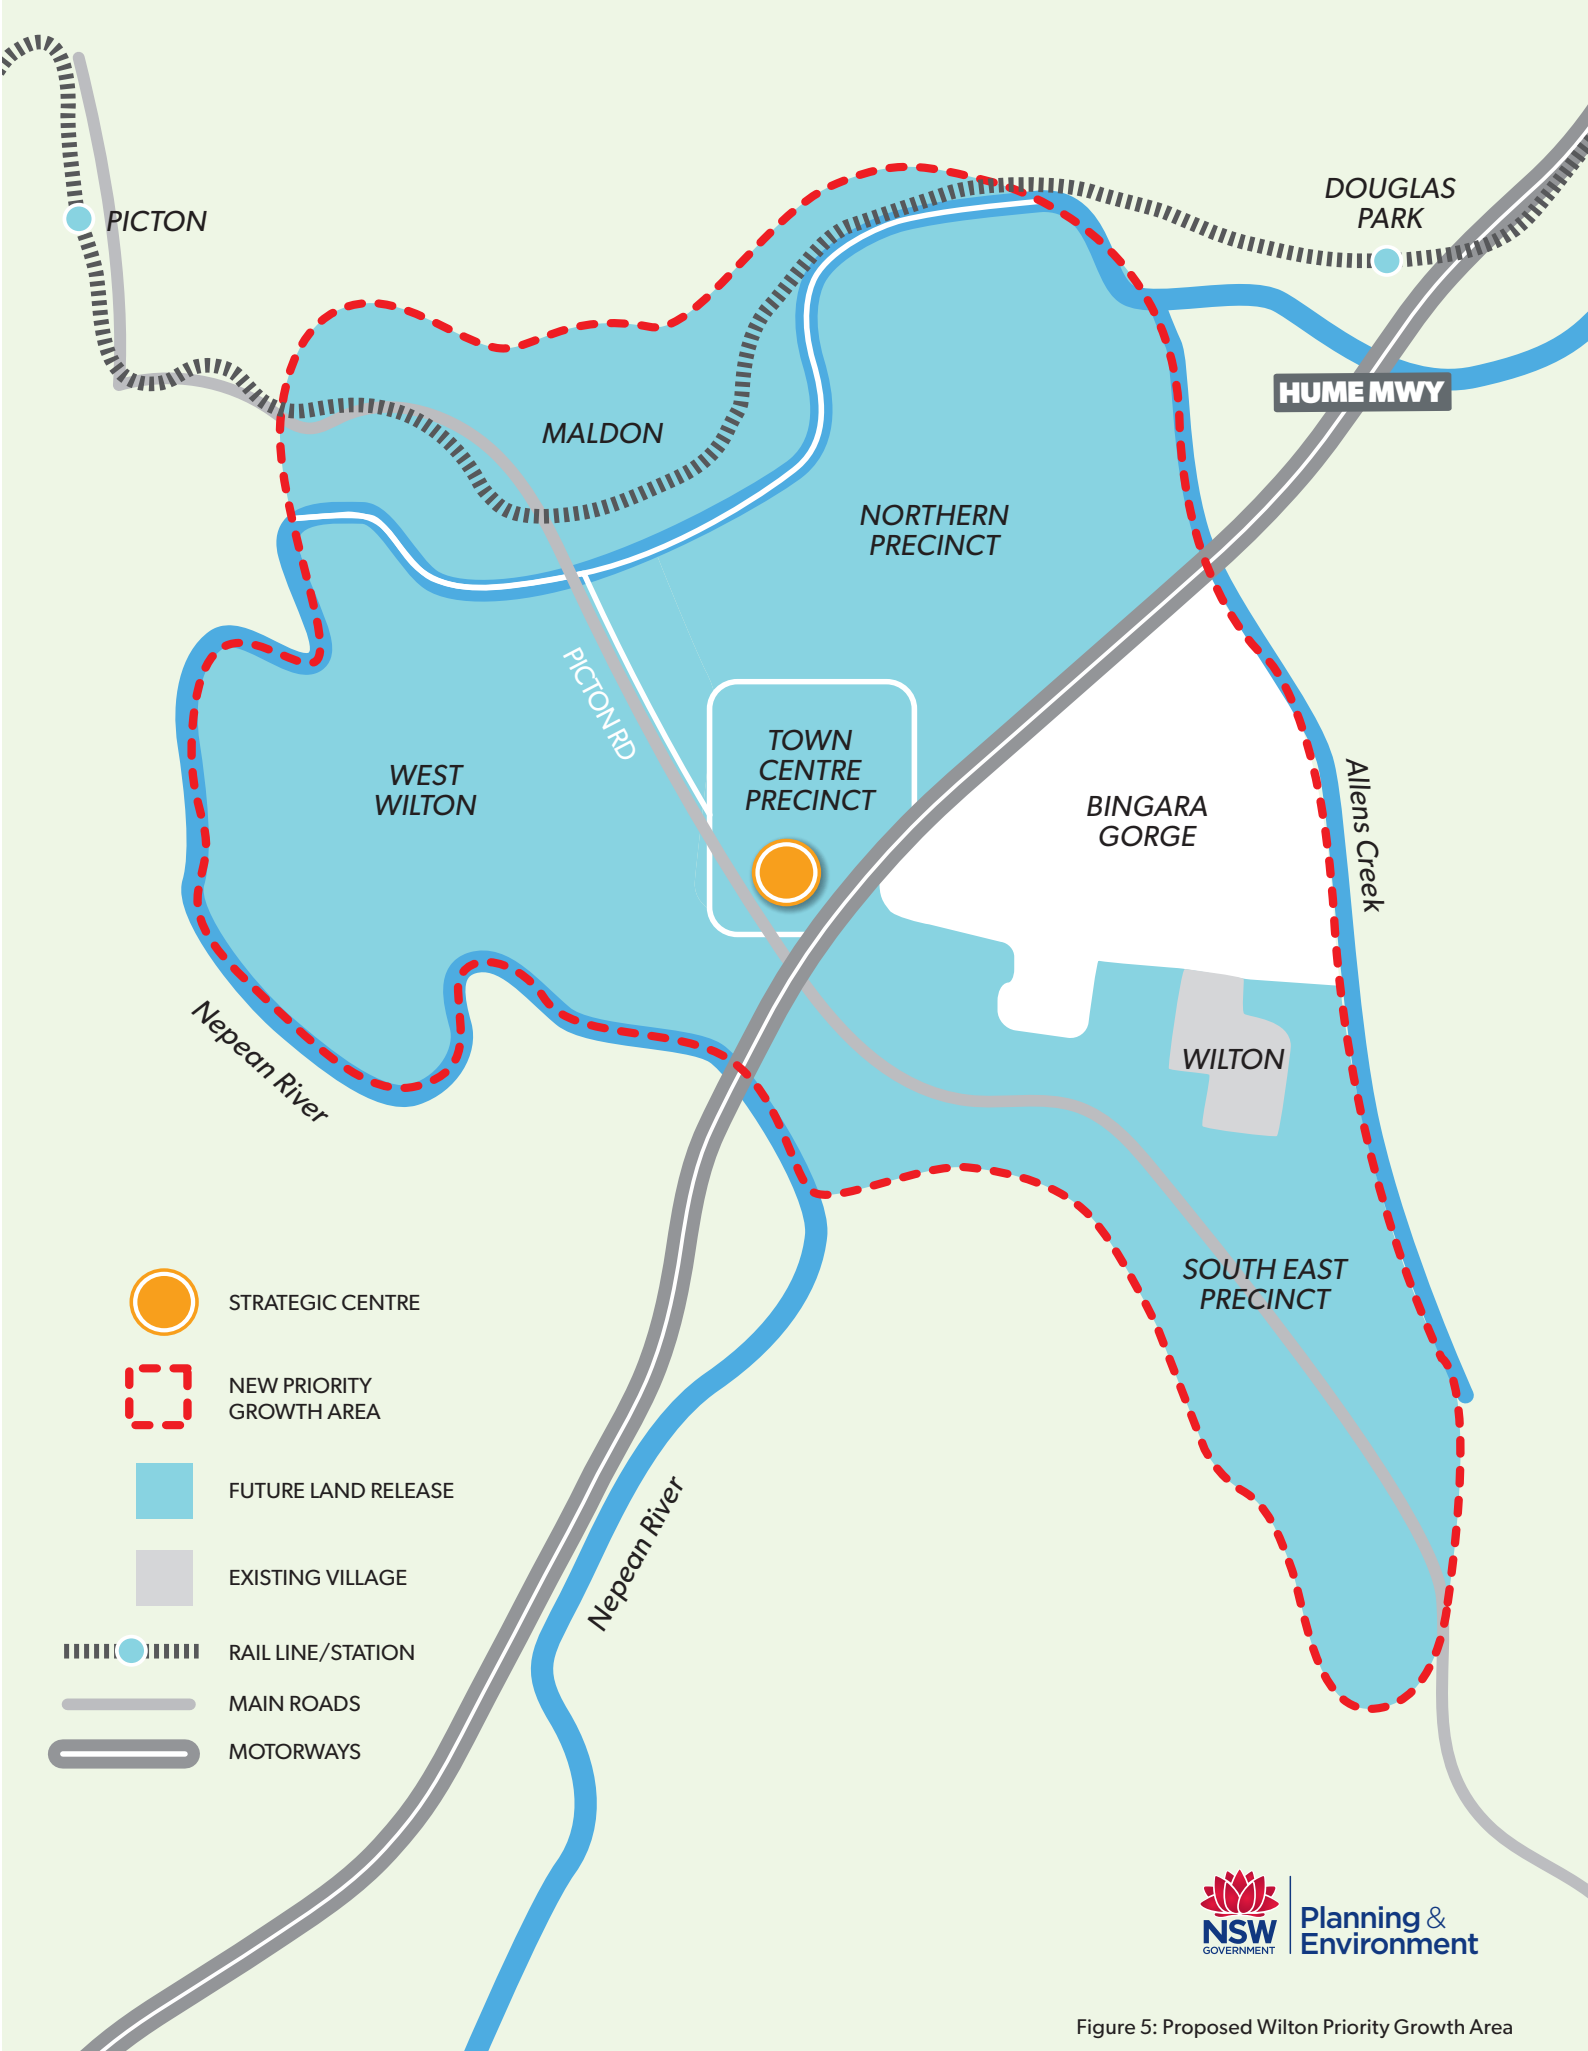 DOUGLAS
PARK
PICTON
HUME MWY
MALDON
NORTHERN
PRECINCT
PICTON RD
TOWN
CENTRE
PRECINCT
WEST
WILTON
BINGARA
GORGE
Allens Creek
Nepean River
WILTON
SOUTH EAST
PRECINCT
Nepean River
STRATEGIC CENTRE
NEW PRIORITY
GROWTH AREA
FUTURE LAND RELEASE
EXISTING VILLAGE
RAIL LINE/STATION
MAIN ROADS
MOTORWAYS
NSW
GOVERNMENT
Planning &
Environment
Figure 5: Proposed Wilton Priority Growth Area